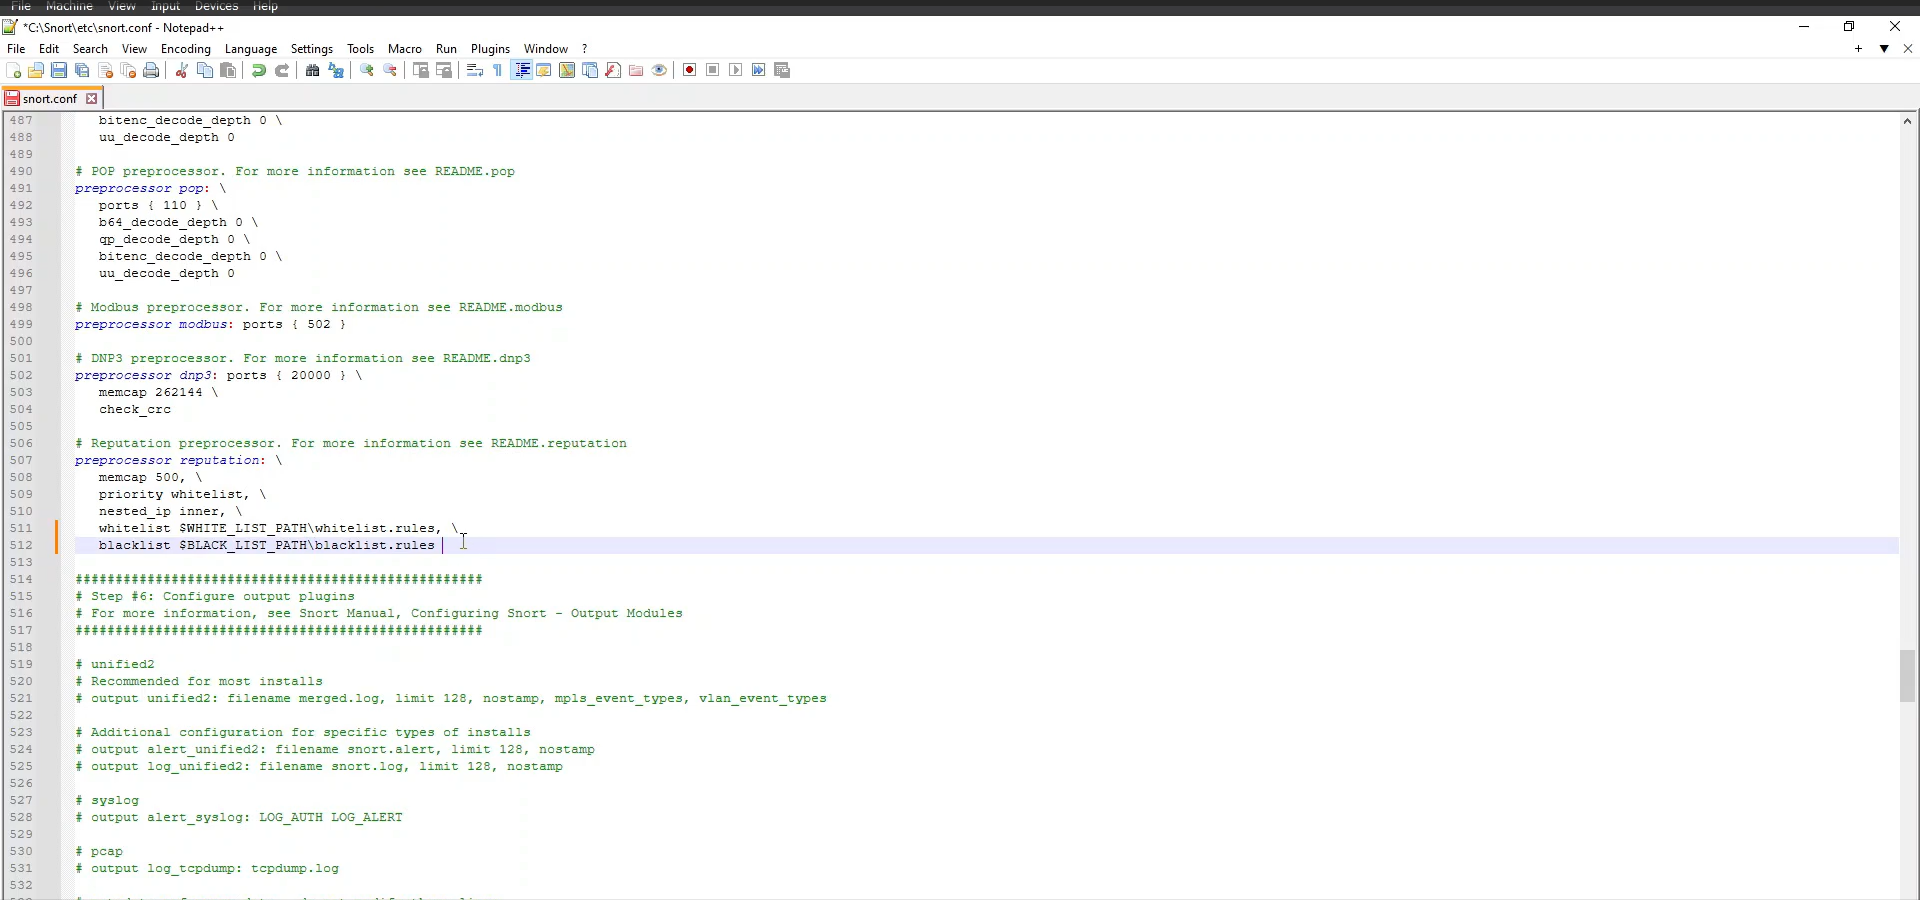 File Machine View Input Devices Help
*C:\Snort\etc\snort.conf - Notepad++
File Edit Search View Encoding Language Settings Tools Macro Run Plugins Window ?
snort.conf
487 bitenc_decode_depth 0 \
488 uu_decode_depth 0
489
490 # POP preprocessor. For more information see README.pop
491 preprocessor pop: \
492 ports { 110 } \
493 b64_decode_depth 0 \
494 qp_decode_depth 0 \
495 bitenc_decode_depth 0 \
496 uu_decode_depth 0
497
498 # Modbus preprocessor. For more information see README.modbus
499 preprocessor modbus: ports { 502 }
500
501 # DNP3 preprocessor. For more information see README.dnp3
502 preprocessor dnp3: ports { 20000 } \
503 memcap 262144 \
504 check_crc
505
506 # Reputation preprocessor. For more information see README.reputation
507 preprocessor reputation: \
508 memcap 500, \
509 priority whitelist, \
510 nested_ip inner, \
511 whitelist $WHITE_LIST_PATH\whitelist.rules, \
512 blacklist $BLACK_LIST_PATH\blacklist.rules
513
514 ###################################################
515 # Step #6: Configure output plugins
516 # For more information, see Snort Manual, Configuring Snort - Output Modules
517 ###################################################
518
519 # unified2
520 # Recommended for most installs
521 # output unified2: filename merged.log, limit 128, nostamp, mpls_event_types, vlan_event_types
522
523 # Additional configuration for specific types of installs
524 # output alert_unified2: filename snort.alert, limit 128, nostamp
525 # output log_unified2: filename snort.log, limit 128, nostamp
526
527 # syslog
528 # output alert_syslog: LOG_AUTH LOG_ALERT
529
530 # pcap
531 # output log_tcpdump: tcpdump.log
532